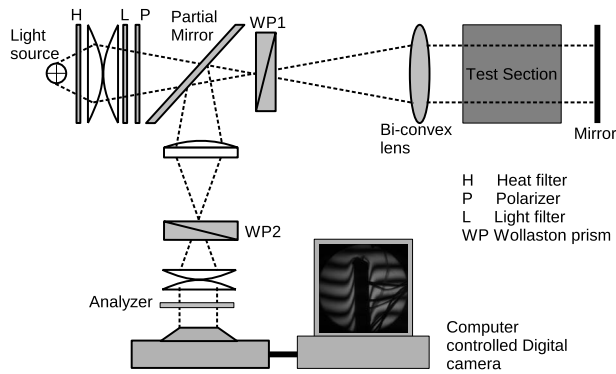 H L P
Partial
Mirror
WP1
Light
source
Test Section
Bi-convex
lens
Mirror
H Heat filter
P Polarizer
L Light filter
WP Wollaston prism
WP2
Analyzer
Computer
controlled Digital
camera